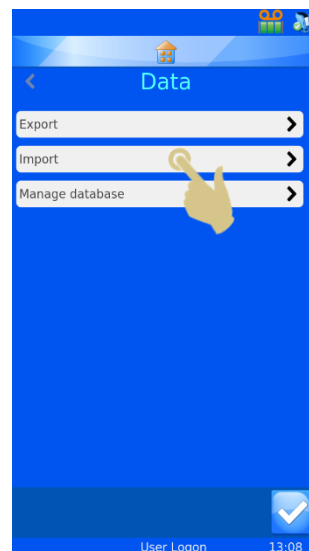 Data
Export
Import
Manage database
User Logon 13:08